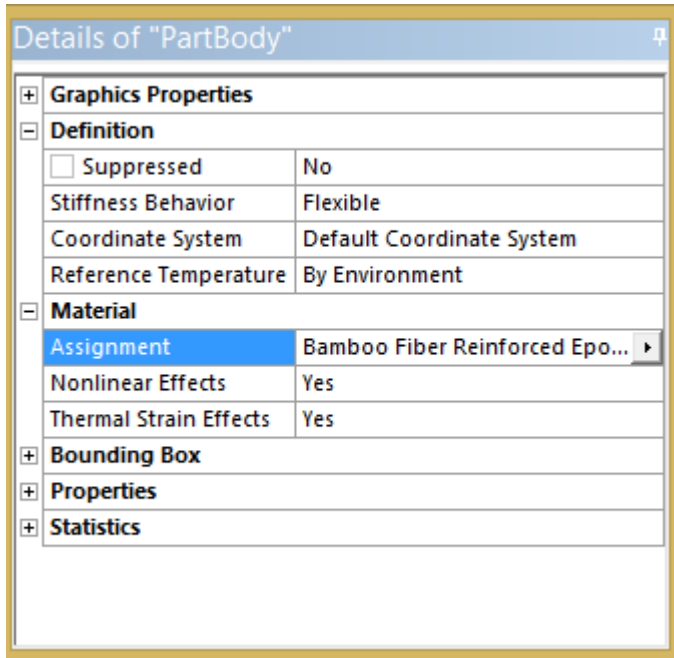 Details of "PartBody"
Graphics Properties
Definition
Suppressed No
Stiffness Behavior Flexible
Coordinate System Default Coordinate System
Reference Temperature By Environment
Material
Assignment Bamboo Fiber Reinforced Epo...
Nonlinear Effects Yes
Thermal Strain Effects Yes
Bounding Box
Properties
Statistics